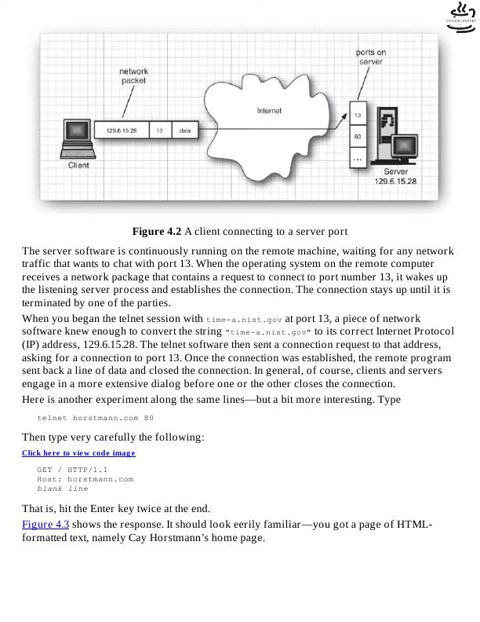 ports on
server
network
packet
Internet
129.6.15.28 13 data
13
80
...
Client
Server
129.6.15.28
Figure 4.2 A client connecting to a server port
The server software is continuously running on the remote machine, waiting for any network
traffic that wants to chat with port 13. When the operating system on the remote computer
receives a network package that contains a request to connect to port number 13, it wakes up
the listening server process and establishes the connection. The connection stays up until it is
terminated by one of the parties.
When you began the telnet session with time-a.nist.gov at port 13, a piece of network
software knew enough to convert the string "time-a.nist.gov" to its correct Internet Protocol
(IP) address, 129.6.15.28. The telnet software then sent a connection request to that address,
asking for a connection to port 13. Once the connection was established, the remote program
sent back a line of data and closed the connection. In general, of course, clients and servers
engage in a more extensive dialog before one or the other closes the connection.
Here is another experiment along the same lines—but a bit more interesting. Type
telnet horstmann.com 80
Then type very carefully the following:
Click here to view code image
GET / HTTP/1.1
Host: horstmann.com
blank line
That is, hit the Enter key twice at the end.
Figure 4.3 shows the response. It should look eerily familiar—you got a page of HTML-
formatted text, namely Cay Horstmann's home page.